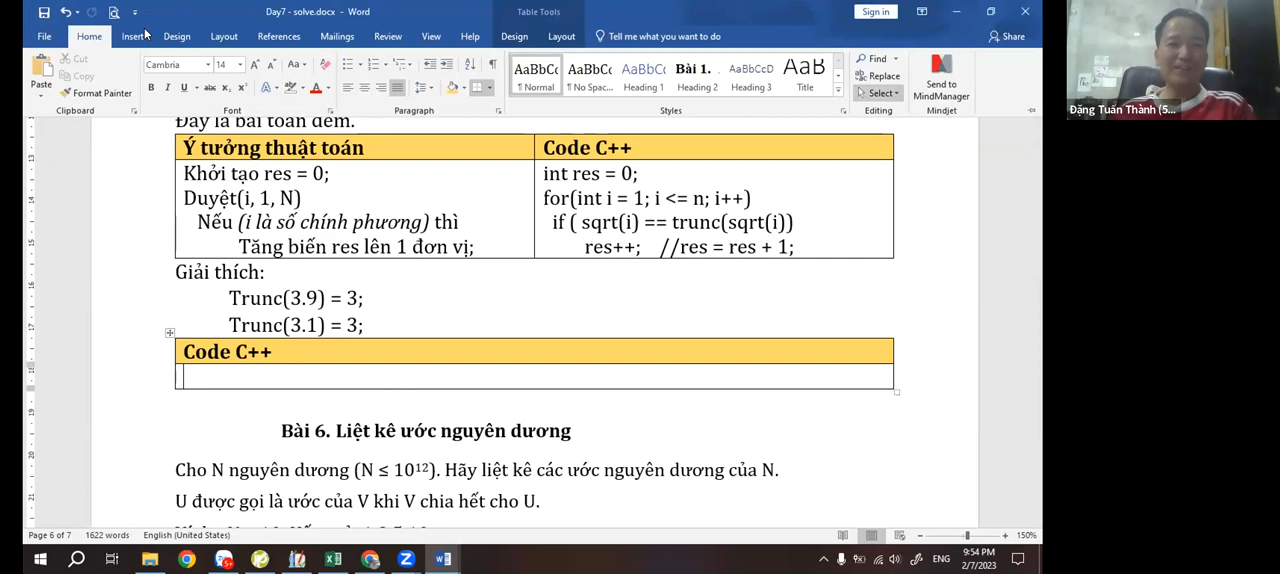 Day7 - solve.docx - Word
Table Tools
Sign in
File Home Insert Design Layout References Mailings Review View Help Design Layout Tell me what you want to do Share
Paste
Cut
Copy
Format Painter
Clipboard
Cambria 14
Font
Paragraph
AaBbCc AaBbCc AaBbCc Bài 1. AaBbCcD AaB
¶ Normal ¶ No Spac... Heading 1 Heading 2 Heading 3 Title
Styles
Find
Replace
Select
Editing
Send to
MindManager
Mindjet
Đặng Tuấn Thành (5...
Đây là bài toán đếm.
Ý tưởng thuật toán Code C++
Khởi tạo res = 0; int res = 0;
Duyệt(i, 1, N) for(int i = 1; i <= n; i++)
Nếu (i là số chính phương) thì if ( sqrt(i) == trunc(sqrt(i))
Tăng biến res lên 1 đơn vị; res++; //res = res + 1;
Giải thích:
Trunc(3.9) = 3;
Trunc(3.1) = 3;
Code C++
Bài 6. Liệt kê ước nguyên dương
Cho N nguyên dương (N ≤ 10¹²). Hãy liệt kê các ước nguyên dương của N.
U được gọi là ước của V khi V chia hết cho U.
Page 6 of 7 1622 words English (United States) 150%
ENG
9:54 PM
2/7/2023